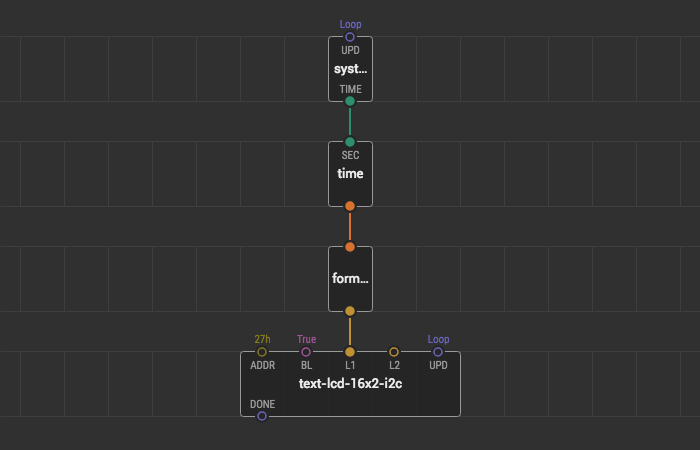 Loop
UPD
syst...
TIME
SEC
time
form...
27h True Loop
ADDR BL L1 L2 UPD
text-lcd-16x2-i2c
DONE